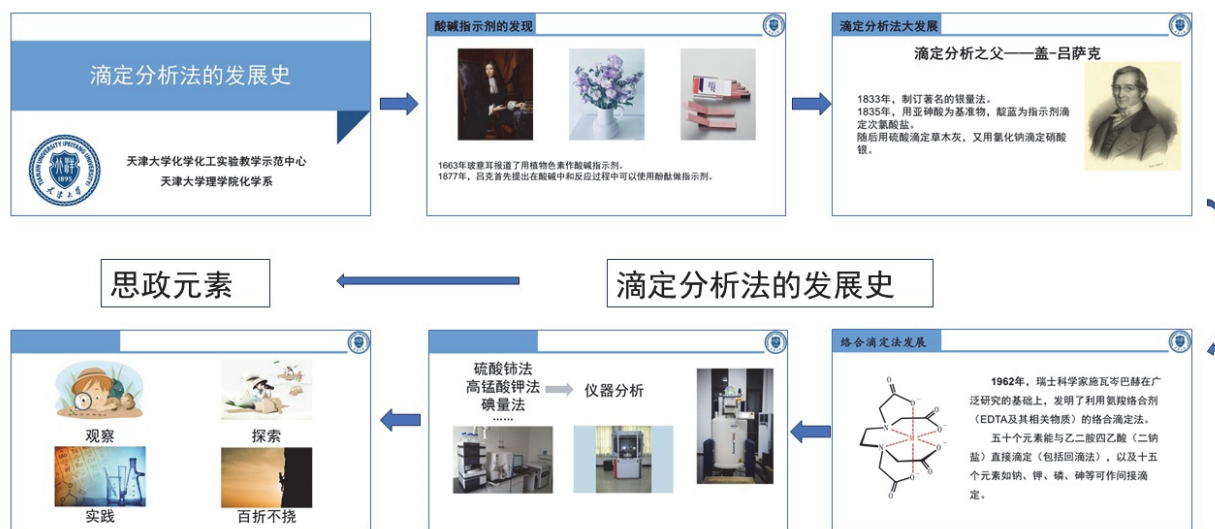 滴定分析法的发展史
TIANJIN UNIVERSITY (PEIYANG UNIVERSITY)
北洋
1895
天津大学
天津大学化学化工实验教学示范中心
天津大学理学院化学系
酸碱指示剂的发现
1663年玻意耳报道了用植物色素作酸碱指示剂。
1877年，吕克首先提出在酸碱中和反应过程中可以使用酚酞做指示剂。
滴定分析法大发展
滴定分析之父——盖-吕萨克
1833年，制订著名的银量法。
1835年，用亚砷酸为基准物，靛蓝为指示剂滴
定次氯酸盐。
随后用硫酸滴定草木灰，又用氯化钠滴定硝酸
银。
思政元素
滴定分析法的发展史
观察
探索
实践
百折不挠
硫酸铈法
高锰酸钾法
碘量法
……
仪器分析
络合滴定法发展
O
O⁻
O
O⁻
N
M
N
O⁻
O
O⁻
O
1962年，瑞士科学家施瓦岑巴赫在广
泛研究的基础上，发明了利用氨羧络合剂
（EDTA及其相关物质）的络合滴定法。
五十个元素能与乙二胺四乙酸（二钠
盐）直接滴定（包括回滴法），以及十五
个元素如钠、钾、磷、砷等可作间接滴
定。